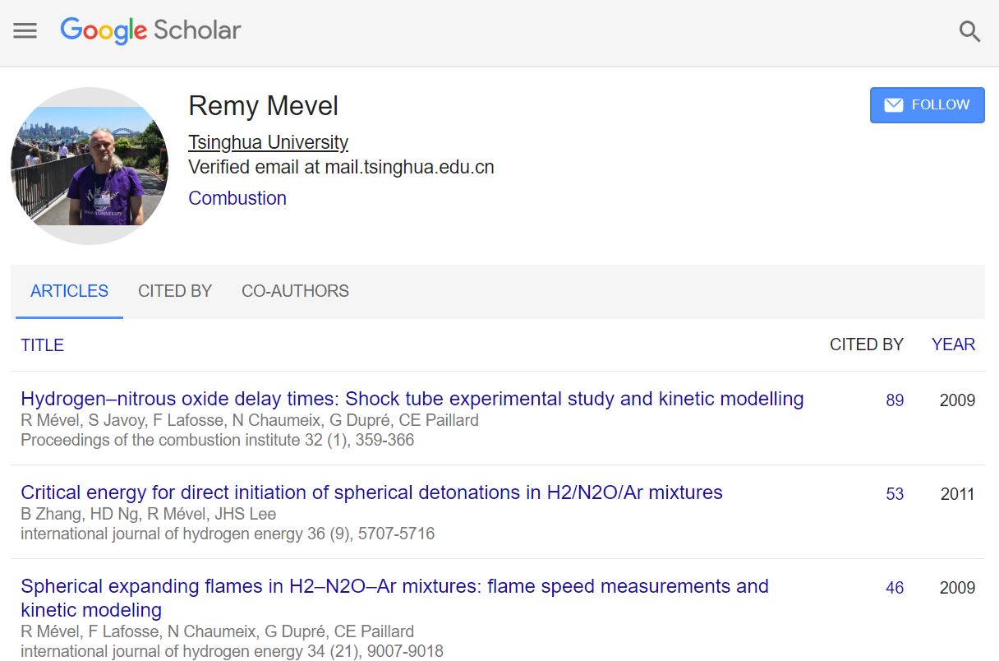 Google Scholar
Remy Mevel
FOLLOW
Tsinghua University
Verified email at mail.tsinghua.edu.cn
Combustion
ARTICLES CITED BY CO-AUTHORS
TITLE CITED BY YEAR
Hydrogen–nitrous oxide delay times: Shock tube experimental study and kinetic modelling 89 2009
R Mével, S Javoy, F Lafosse, N Chaumeix, G Dupré, CE Paillard
Proceedings of the combustion institute 32 (1), 359-366
Critical energy for direct initiation of spherical detonations in H2/N2O/Ar mixtures 53 2011
B Zhang, HD Ng, R Mével, JHS Lee
international journal of hydrogen energy 36 (9), 5707-5716
Spherical expanding flames in H2–N2O–Ar mixtures: flame speed measurements and 46 2009
kinetic modeling
R Mével, F Lafosse, N Chaumeix, G Dupré, CE Paillard
international journal of hydrogen energy 34 (21), 9007-9018